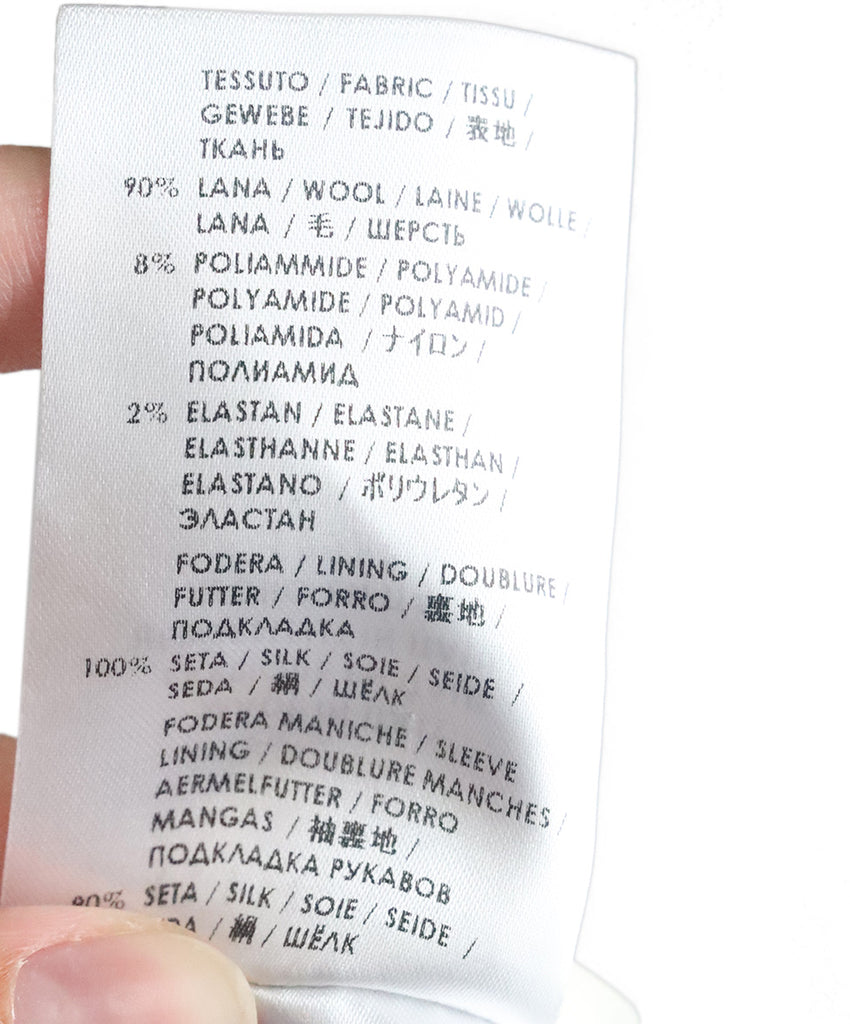 TESSUTO / FABRIC / TISSU /
GEWEBE / TEJIDO / 表地 /
ТКАНЬ
90% LANA / WOOL / LAINE / WOLLE /
LANA / 毛 / ШЕРСТЬ
8% POLIAMMIDE / POLYAMIDE /
POLYAMIDE / POLYAMID /
POLIAMIDA / ナイロン /
ПОЛИАМИД
2% ELASTAN / ELASTANE /
ELASTHANNE / ELASTHAN /
ELASTANO / ポリウレタン /
ЭЛАСТАН
FODERA / LINING / DOUBLURE /
FUTTER / FORRO / 裏地 /
ПОДКЛАДКА
100% SETA / SILK / SOIE / SEIDE /
SEDA / 絹 / ШЁЛК
FODERA MANICHE / SLEEVE
LINING / DOUBLURE MANCHES /
AERMELFUTTER / FORRO
MANGAS / 袖裏地 /
ПОДКЛАДКА РУКАВОВ
SETA / SILK / SOIE / SEIDE /
/ 絹 / ШЁЛК